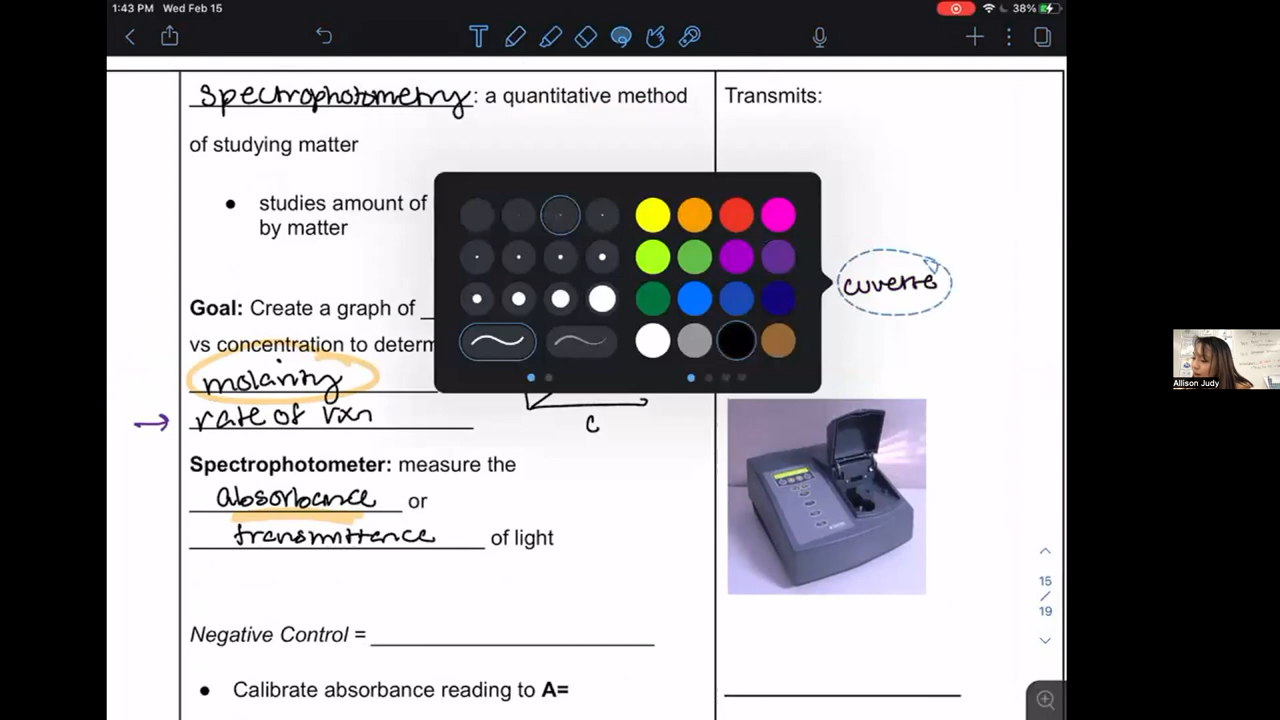 1:43 PM Wed Feb 15
38%
T
Spectrophotometry: a quantitative method
of studying matter
studies amount of
by matter
Goal: Create a graph of
vs concentration to determ
molarity
rate of rxn
C
Spectrophotometer: measure the
absorbance or
transmittence of light
Negative Control =
Calibrate absorbance reading to A=
Transmits:
cuvette
15
/
19
Allison Judy